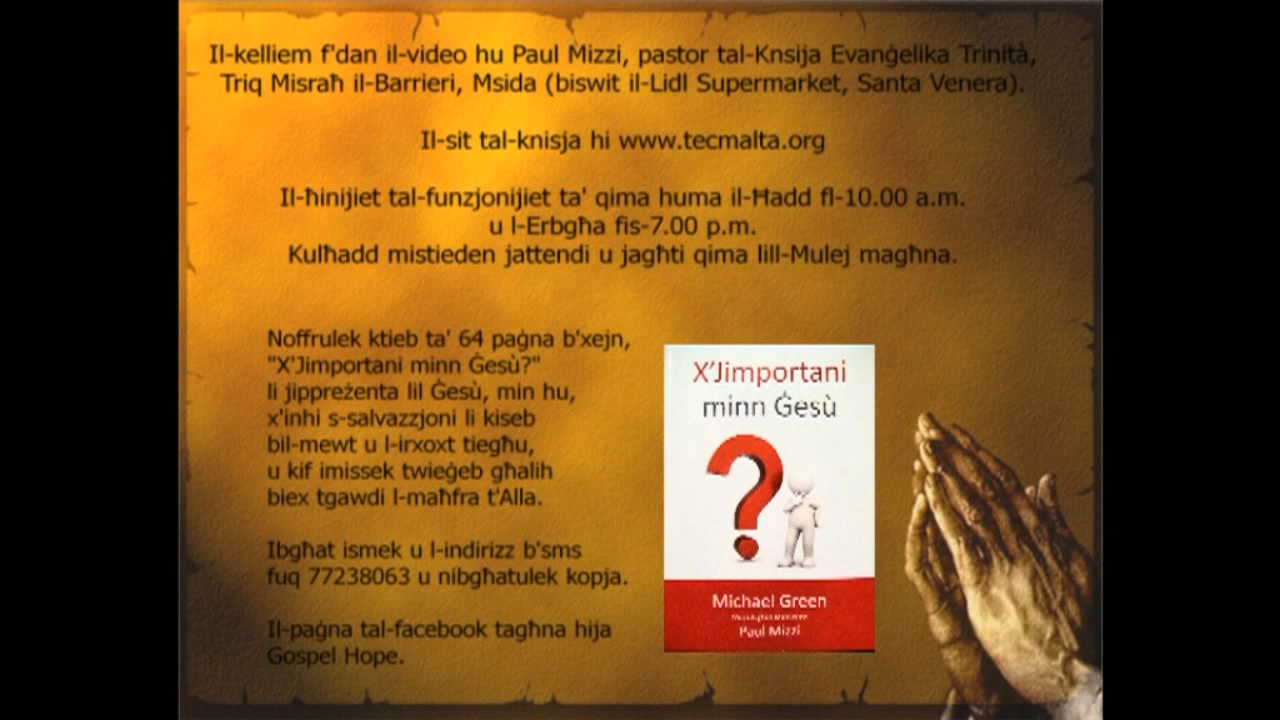 Il-kelliem f'dan il-video hu Paul Mizzi, pastor tal-Knsija Evanġelika Trinità,
Triq Misraħ il-Barrieri, Msida (biswit il-Lidl Supermarket, Santa Venera).
Il-sit tal-knisja hi www.tecmalta.org
Il-ħinijiet tal-funzjonijiet ta' qima huma il-Ħadd fl-10.00 a.m.
u l-Erbgħa fis-7.00 p.m.
Kulħadd mistieden jattendi u jagħti qima lill-Mulej magħna.
Noffrulek ktieb ta' 64 paġna b'xejn,
"X'Jimportani minn Ġesù?"
li jippreżenta lil Ġesù, min hu,
x'inhi s-salvazzjoni li kiseb
bil-mewt u l-irxoxt tiegħu,
u kif imissek twieġeb għalih
biex tgawdi l-maħfra t'Alla.
Ibgħat ismek u l-indirizz b'sms
fuq 77238063 u nibgħatulek kopja.
Il-paġna tal-facebook tagħna hija
Gospel Hope.
X'Jimportani
minn Ġesù
?
Michael Green
Paul Mizzi